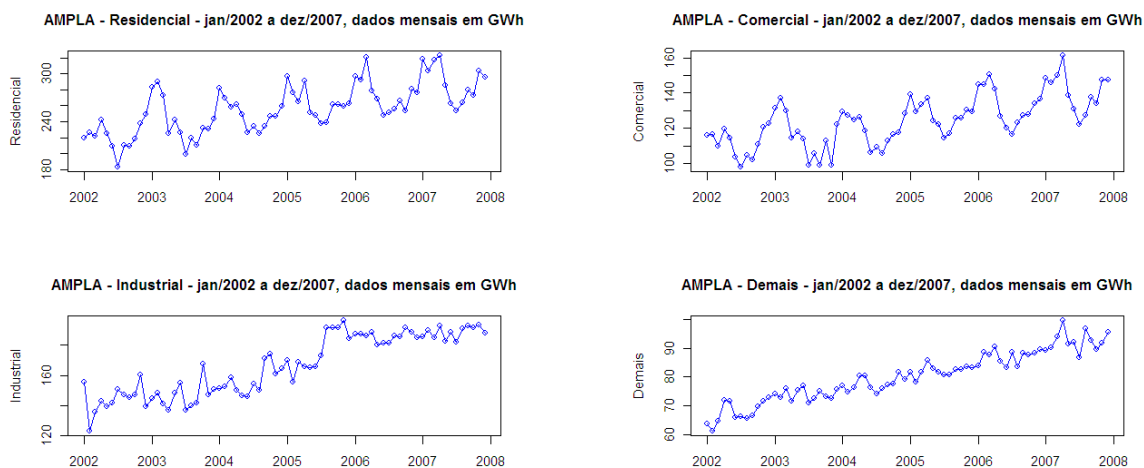 AMPLA - Residencial - jan/2002 a dez/2007, dados mensais em GWh
Residencial
300
240
180
2002 2003 2004 2005 2006 2007 2008
AMPLA - Comercial - jan/2002 a dez/2007, dados mensais em GWh
Comercial
160
140
120
100
2002 2003 2004 2005 2006 2007 2008
AMPLA - Industrial - jan/2002 a dez/2007, dados mensais em GWh
Industrial
160
120
2002 2003 2004 2005 2006 2007 2008
AMPLA - Demais - jan/2002 a dez/2007, dados mensais em GWh
Demais
90
80
70
60
2002 2003 2004 2005 2006 2007 2008